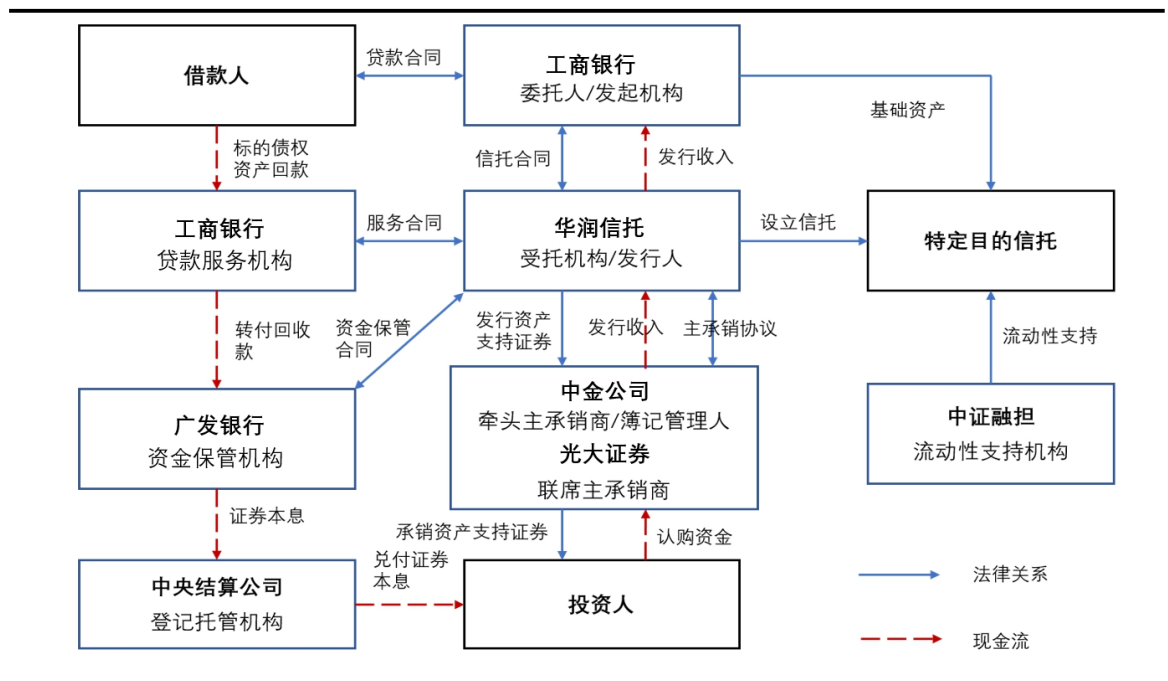 借款人
贷款合同
工商银行
委托人/发起机构
基础资产
标的债权
资产回款
信托合同
发行收入
工商银行
贷款服务机构
服务合同
华润信托
受托机构/发行人
设立信托
特定目的信托
转付回收
款
资金保管
合同
发行资产
支持证券
发行收入
主承销协议
流动性支持
广发银行
资金保管机构
中金公司
牵头主承销商/簿记管理人
光大证券
联席主承销商
中证融担
流动性支持机构
证券本息
承销资产支持证券
认购资金
兑付证券
本息
中央结算公司
登记托管机构
投资人
法律关系
现金流